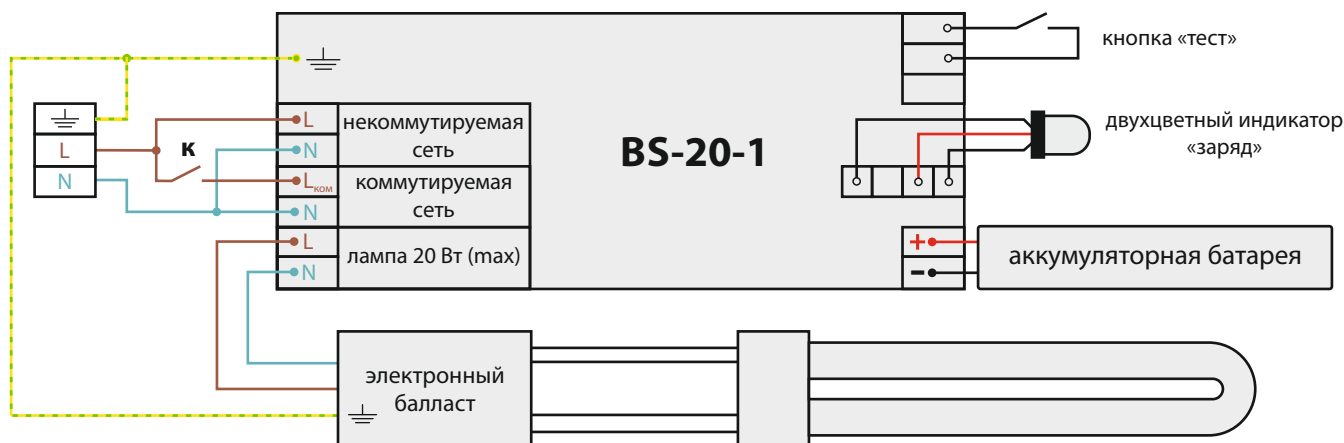 кнопка «тест»
L
некоммутируемая
сеть
N
BS-20-1
двухцветный индикатор
«заряд»
L
К
N
Lком
коммутируемая
сеть
N
L
лампа 20 Вт (max)
N
+
аккумуляторная батарея
-
электронный
балласт